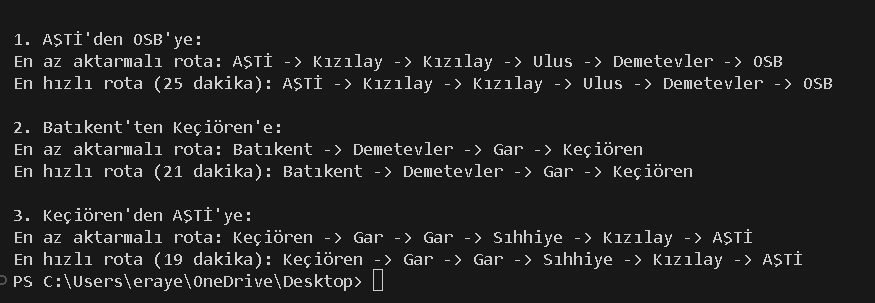 1. AŞTİ'den OSB'ye:
En az aktarmalı rota: AŞTİ -> Kızılay -> Kızılay -> Ulus -> Demetevler -> OSB
En hızlı rota (25 dakika): AŞTİ -> Kızılay -> Kızılay -> Ulus -> Demetevler -> OSB
2. Batıkent'ten Keçiören'e:
En az aktarmalı rota: Batıkent -> Demetevler -> Gar -> Keçiören
En hızlı rota (21 dakika): Batıkent -> Demetevler -> Gar -> Keçiören
3. Keçiören'den AŞTİ'ye:
En az aktarmalı rota: Keçiören -> Gar -> Gar -> Sıhhiye -> Kızılay -> AŞTİ
En hızlı rota (19 dakika): Keçiören -> Gar -> Gar -> Sıhhiye -> Kızılay -> AŞTİ
PS C:\Users\eraye\OneDrive\Desktop>